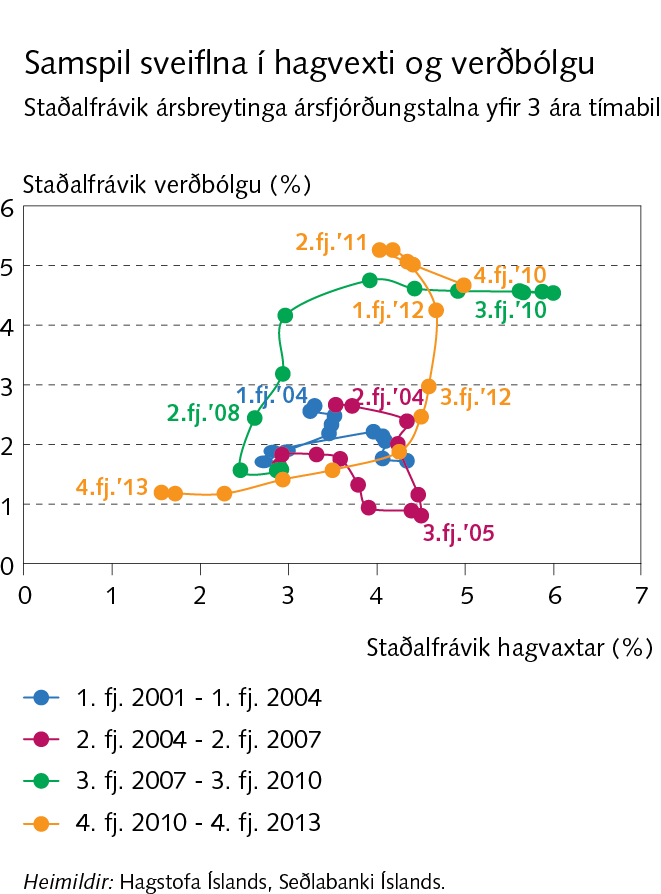 Samspil sveiflna í hagvexti og verðbólgu
Staðalfrávik ársbreytinga ársfjórðungstalna yfir 3 ára tímabil
Staðalfrávik verðbólgu (%)
6
5
4
3
2
1
0
2.fj.'11
4.fj.'10
1.fj.'12
3.fj.'10
1.fj.'04
2.fj.'04
3.fj.'12
2.fj.'08
4.fj.'13
3.fj.'05
0 1 2 3 4 5 6 7
Staðalfrávik hagvaxtar (%)
1. fj. 2001 - 1. fj. 2004
2. fj. 2004 - 2. fj. 2007
3. fj. 2007 - 3. fj. 2010
4. fj. 2010 - 4. fj. 2013
Heimildir: Hagstofa Íslands, Seðlabanki Íslands.